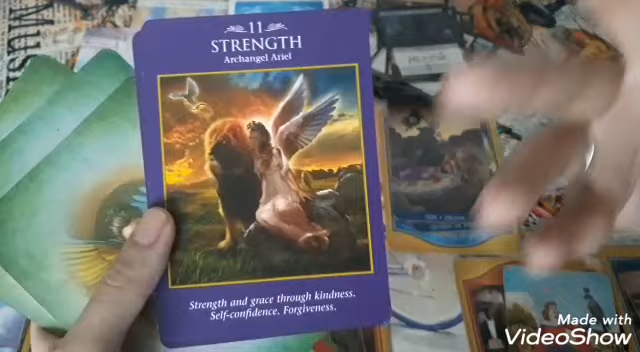 11
STRENGTH
Archangel Ariel
Strength and grace through kindness.
Self-confidence. Forgiveness.
Made with
VideoShow